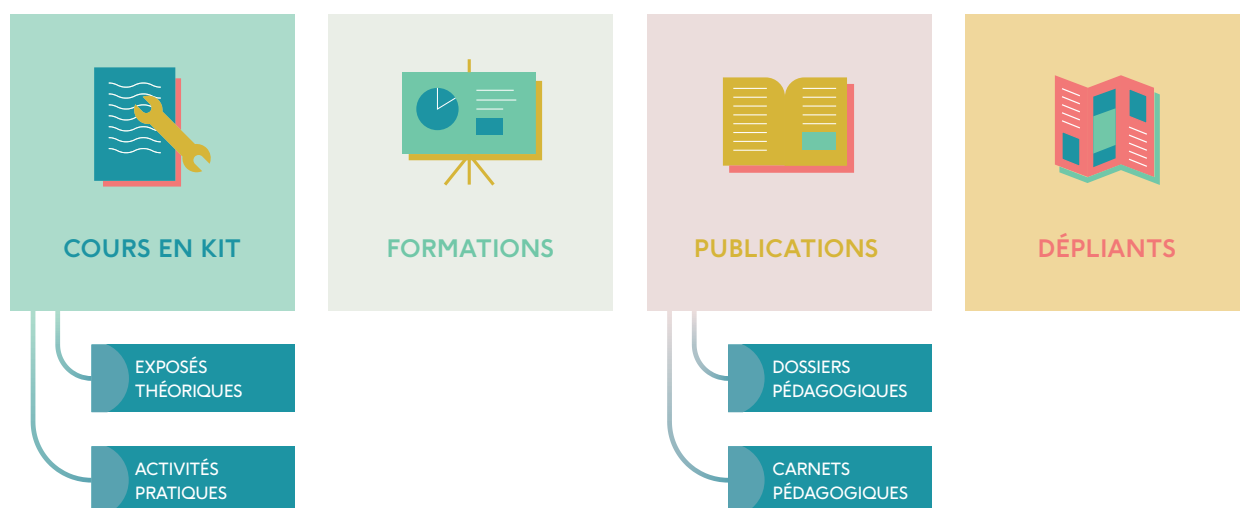 COURS EN KIT
FORMATIONS
PUBLICATIONS
DÉPLIANTS
EXPOSÉS
THÉORIQUES
DOSSIERS
PÉDAGOGIQUES
ACTIVITÉS
PRATIQUES
CARNETS
PÉDAGOGIQUES